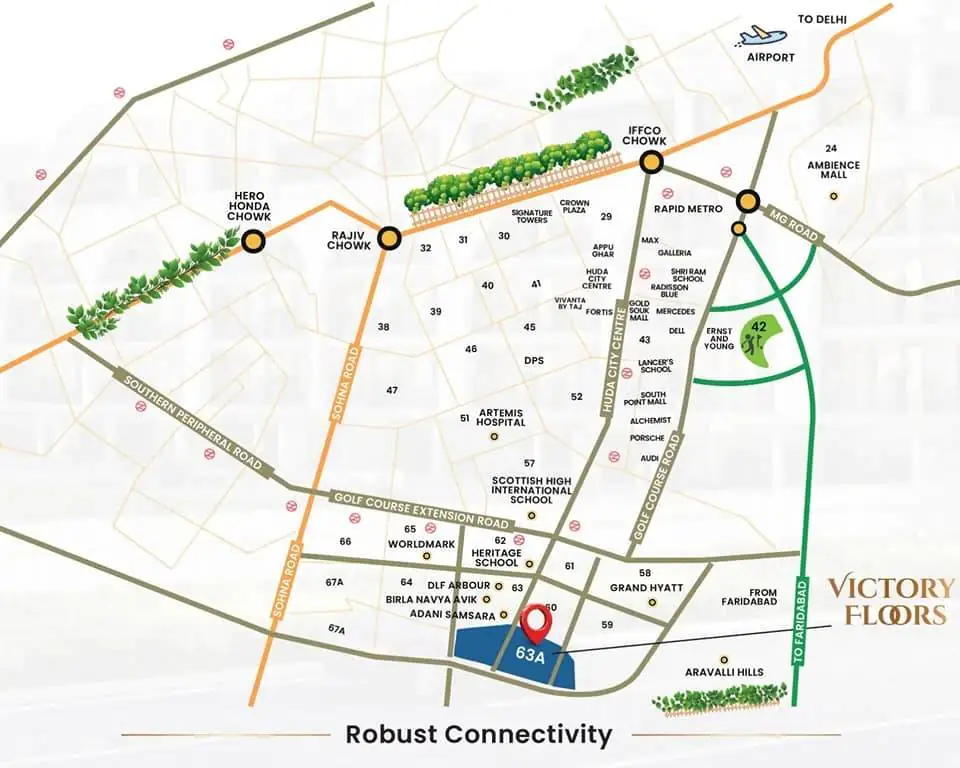 TO DELHI
AIRPORT
IFFCO
CHOWK
24
AMBIENCE
MALL
HERO
HONDA
CHOWK
RAJIV
CHOWK
SIGNATURE
TOWERS
CROWN
PLAZA
29
RAPID METRO
MG ROAD
32
31
30
APPU
GHAR
MAX
GALLERIA
HUDA
CITY
CENTRE
SHRI RAM
SCHOOL
RADISSON
BLUE
40
41
VIVANTA
BY TAJ
FORTIS
GOLD
SOUK
MALL
MERCEDES
39
38
45
DELL
ERNST
AND
YOUNG
42
43
46
DPS
LANCER'S
SCHOOL
HUDA CITY CENTRE
SOHNA ROAD
47
52
SOUTH
POINT MALL
51
ARTEMIS
HOSPITAL
ALCHEMIST
PORSCHE
AUDI
GOLF COURSE ROAD
SOUTHERN PERIPHERAL ROAD
57
SCOTTISH HIGH
INTERNATIONAL
SCHOOL
GOLF COURSE EXTENSION ROAD
65
66
WORLDMARK
62
HERITAGE
SCHOOL
61
58
GRAND HYATT
SOHNA ROAD
67A
64
DLF ARBOUR
63
BIRLA NAVYA AVIK
ADANI SAMSARA
60
59
67A
63A
FROM
FARIDABAD
TO FARIDABAD
VICTORY
FLOORS
ARAVALLI HILLS
Robust Connectivity